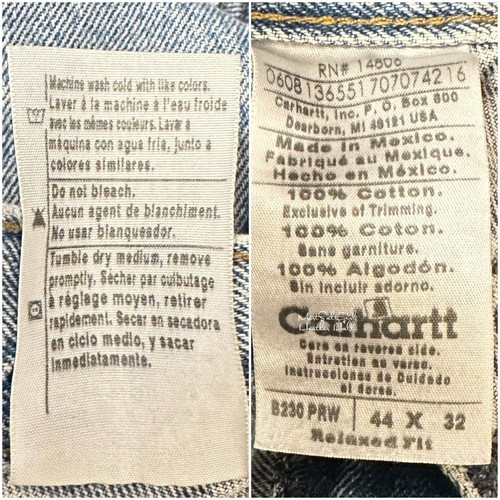 Machine wash cold with like colors.
Laver à la machine à l'eau froide
avec les mêmes couleurs. Lavar a
máquina con agua fría, junto a
colores similares.
Do not bleach.
Aucun agent de blanchiment.
No usar blanqueador.
Tumble dry medium, remove
promptly. Sécher par culbutage
à réglage moyen, retirer
rapidement. Secar en secadora
en ciclo medio, y sacar
inmediatamente.
RN# 14806
0608136551707074216
Carhartt, Inc. P. O. Box 600
Dearborn, MI 48121 USA
Made in Mexico.
Fabriqué au Mexique.
Hecho en México.
100% Cotton.
Exclusive of Trimming.
100% Coton.
Sans garniture.
100% Algodón.
Sin incluir adorno.
Carhartt
Care on reverse side.
Entretien au verso.
Instrucciones de Cuidado
al dorso.
B230 PRW 44 X 32
Relaxed Fit